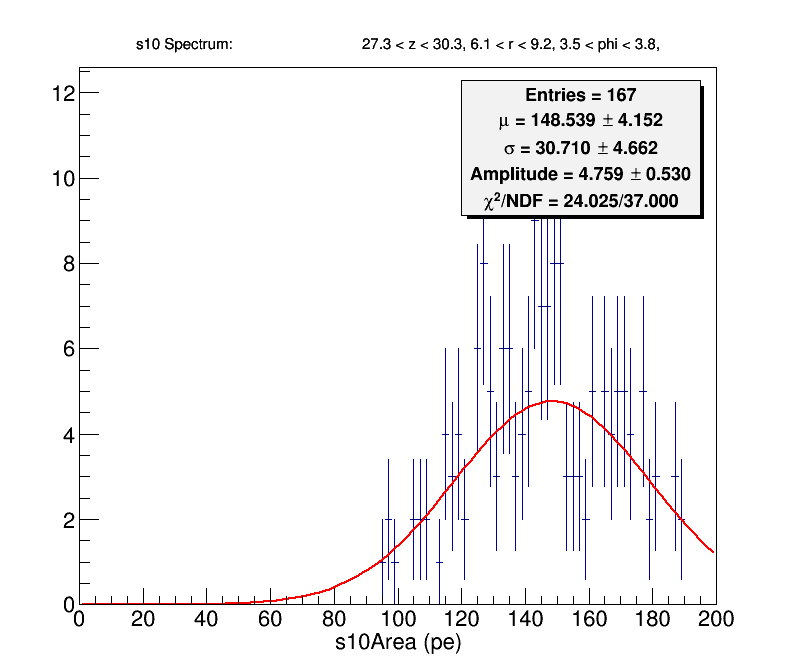 s10 Spectrum: 27.3 < z < 30.3, 6.1 < r < 9.2, 3.5 < phi < 3.8,
Entries = 167
μ = 148.539 ± 4.152
σ = 30.710 ± 4.662
Amplitude = 4.759 ± 0.530
χ²/NDF = 24.025/37.000
12
10
8
6
4
2
0
0 20 40 60 80 100 120 140 160 180 200
s10Area (pe)